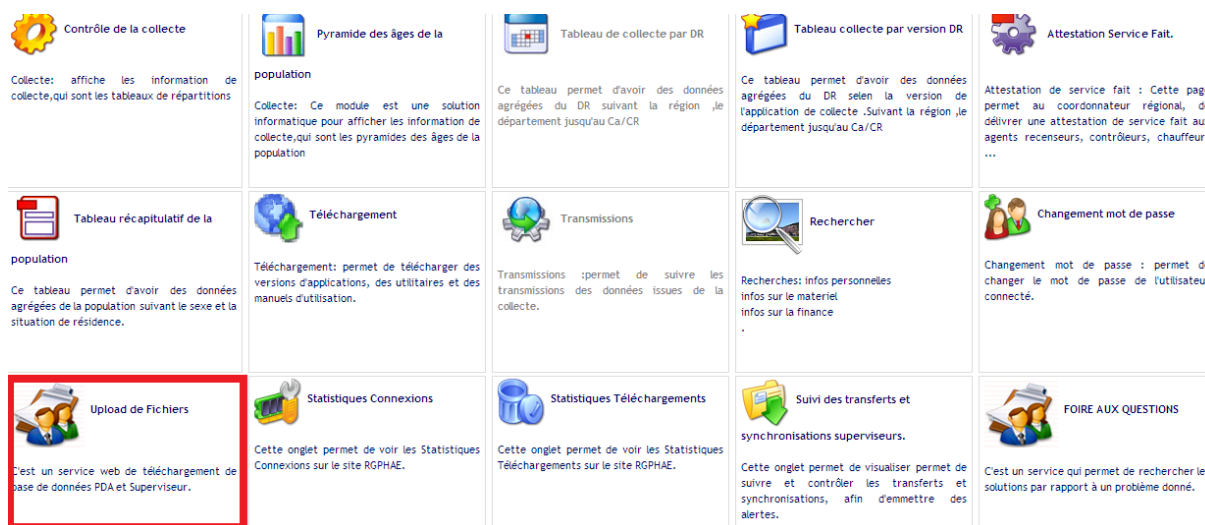 Contrôle de la collecte
Collecte: affiche les information de
collecte,qui sont les tableaux de répartitions
Pyramide des âges de la
population
Collecte: Ce module est une solution
informatique pour afficher les information de
collecte,qui sont les pyramides des âges de la
population
Tableau de collecte par DR
Ce tableau permet d'avoir des données
agrégées du DR suivant la région ,le
département jusqu'au Ca/CR
Tableau collecte par version DR
Ce tableau permet d'avoir des données
agrégées du DR selen la version de
l'application de collecte .Suivant la région ,le
département jusqu'au Ca/CR
Attestation Service Fait.
Attestation de service fait : Cette page
permet au coordonnateur régional, de
délivrer une attestation de service fait aux
agents recenseurs, contrôleurs, chauffeur
...
Tableau récapitulatif de la
population
Ce tableau permet d'avoir des données
agrégées de la population suivant le sexe et la
situation de résidence.
Téléchargement
Téléchargement: permet de télécharger des
versions d'applications, des utilitaires et des
manuels d'utilisation.
Transmissions
Transmissions :permet de suivre les
transmissions des données issues de la
collecte.
Rechercher
Recherches: infos personnelles
infos sur le materiel
infos sur la finance
.
Changement mot de passe
Changement mot de passe : permet de
changer le mot de passe de l'utilisateu
connecté.
Upload de Fichiers
C'est un service web de téléchargement de
base de données PDA et Superviseur.
Statistiques Connexions
Cette onglet permet de voir les Statistiques
Connexions sur le site RGPHAE.
Statistiques Téléchargements
Cette onglet permet de voir les Statistiques
Téléchargements sur le site RGPHAE.
Suivi des transferts et
synchronisations superviseurs.
Cette onglet permet de visualiser permet de
suivre et contrôler les transferts et
synchronisations, afin d'emmettre des
alertes.
FOIRE AUX QUESTIONS
C'est un service qui permet de rechercher le
solutions par rapport à un problème donné.